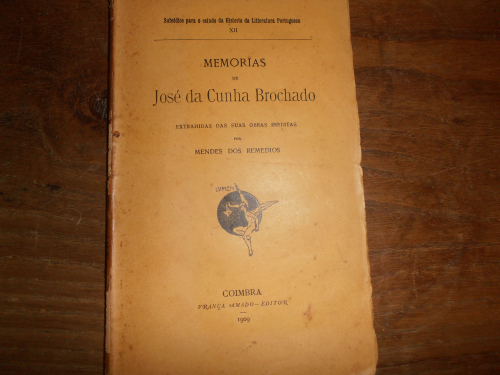 Subsidios para o estudo da Historia da Litteratura Portuguesa
XII
MEMORIAS
DE
José da Cunha Brochado
EXTRAHIDAS DAS SUAS OBRAS INEDITAS
POR
MENDES DOS REMEDIOS
LVMEN
COIMBRA
FRANÇA AMADO—EDITOR
1909